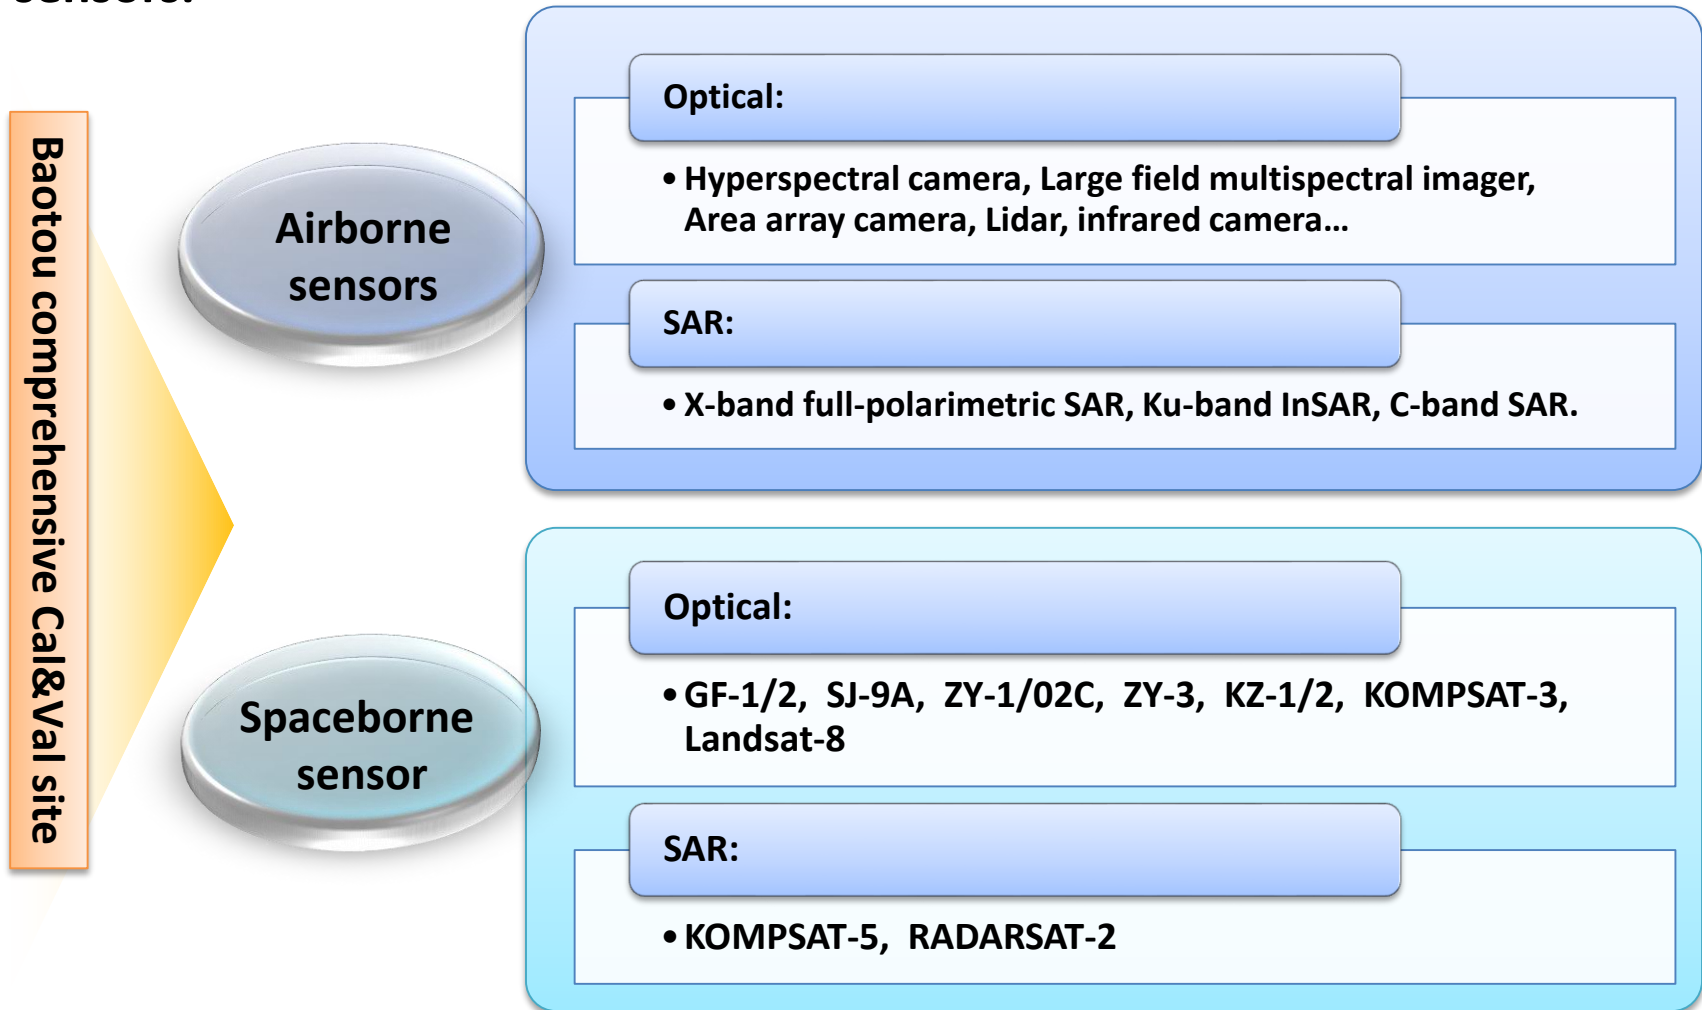 sensors.
Baotou comprehensive Cal&Val site
Airborne
sensors
Optical:
• Hyperspectral camera, Large field multispectral imager,
Area array camera, Lidar, infrared camera…
SAR:
• X-band full-polarimetric SAR, Ku-band InSAR, C-band SAR.
Spaceborne
sensor
Optical:
• GF-1/2, SJ-9A, ZY-1/02C, ZY-3, KZ-1/2, KOMPSAT-3,
Landsat-8
SAR:
• KOMPSAT-5, RADARSAT-2